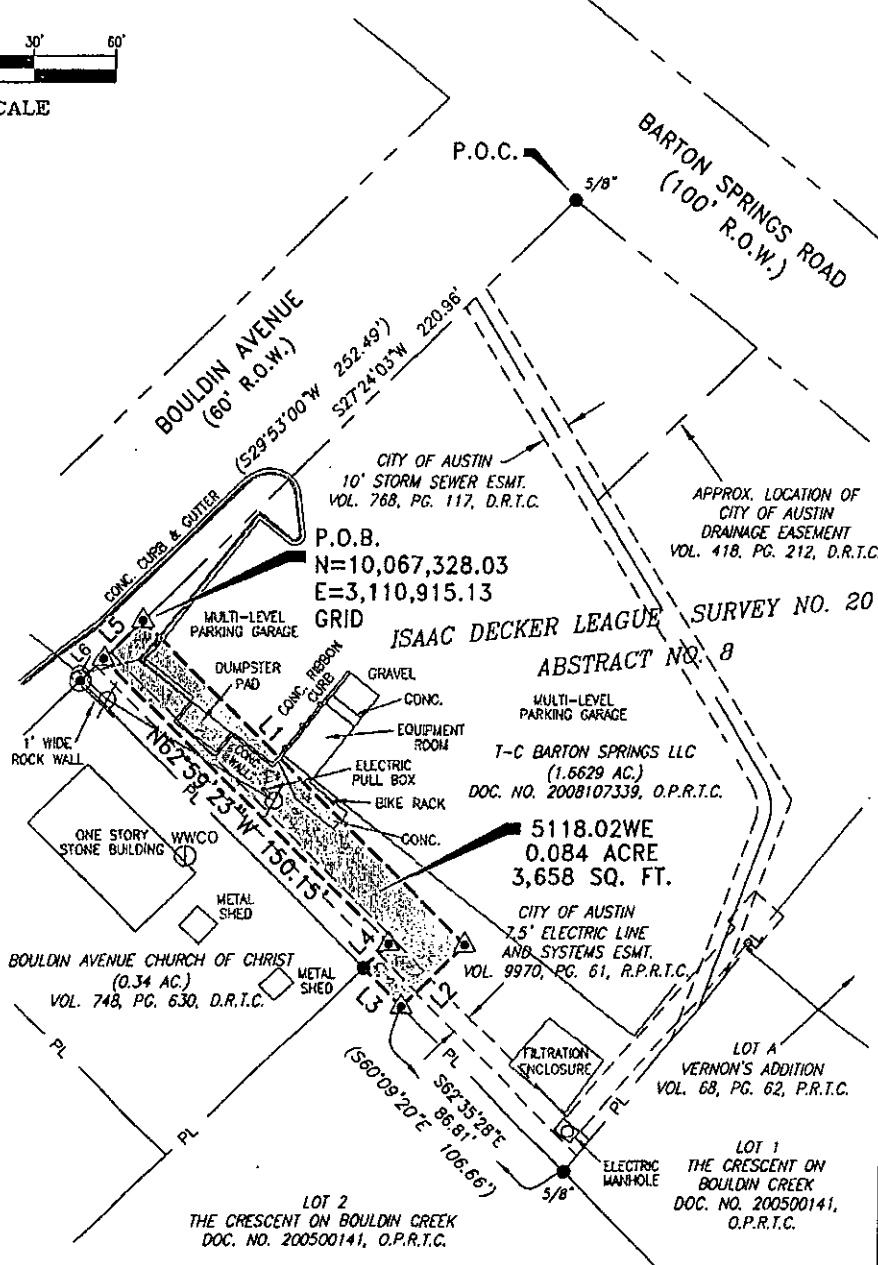 30'
60'
CALE
P.O.C.
5/8"
BARTON SPRINGS ROAD
(100' R.O.W.)
BOULDIN AVENUE
(60' R.O.W.)
(S29°53'00"W 252.49')
S27°24'03"W 220.96'
CITY OF AUSTIN
10' STORM SEWER ESMT.
VOL. 768, PG. 117, D.R.T.C.
APPROX. LOCATION OF
CITY OF AUSTIN
DRAINAGE EASEMENT
VOL. 418, PG. 212, D.R.T.C.
CONC. CURB & GUTTER
P.O.B.
N=10,067,328.03
E=3,110,915.13
GRID
ISAAC DECKER LEAGUE SURVEY NO. 20
ABSTRACT NO. 8
L5
L6
MULTI-LEVEL
PARKING GARAGE
DUMPSTER
PAD
L1
CONC. RIBBON
CURB
GRAVEL
CONC.
EQUIPMENT
ROOM
MULTI-LEVEL
PARKING GARAGE
T-C BARTON SPRINGS LLC
(1.6629 AC.)
DOC. NO. 2008107339, O.P.R.T.C.
1' WIDE
ROCK WALL
CONC.
WALL
ELECTRIC
PULL BOX
BIKE RACK
CONC.
N62°59'23"W 150.15'
PL
5118.02WE
0.084 ACRE
3,658 SQ. FT.
ONE STORY
STONE BUILDING
WWCO
METAL
SHED
CITY OF AUSTIN
7.5' ELECTRIC LINE
AND SYSTEMS ESMT.
VOL. 9970, PG. 61, R.P.R.T.C.
BOULDIN AVENUE CHURCH OF CHRIST
(0.34 AC.)
VOL. 748, PG. 630, D.R.T.C.
METAL
SHED
L4
L3
L2
PL
PL
PL
PL
PL
FILTRATION
ENCLOSURE
LOT A
VERNON'S ADDITION
VOL. 68, PG. 62, P.R.T.C.
S62°35'28"E
86.81'
(S60°09'20"E 106.66')
5/8"
ELECTRIC
MANHOLE
LOT 1
THE CRESCENT ON
BOULDIN CREEK
DOC. NO. 200500141,
O.P.R.T.C.
LOT 2
THE CRESCENT ON BOULDIN CREEK
DOC. NO. 200500141, O.P.R.T.C.